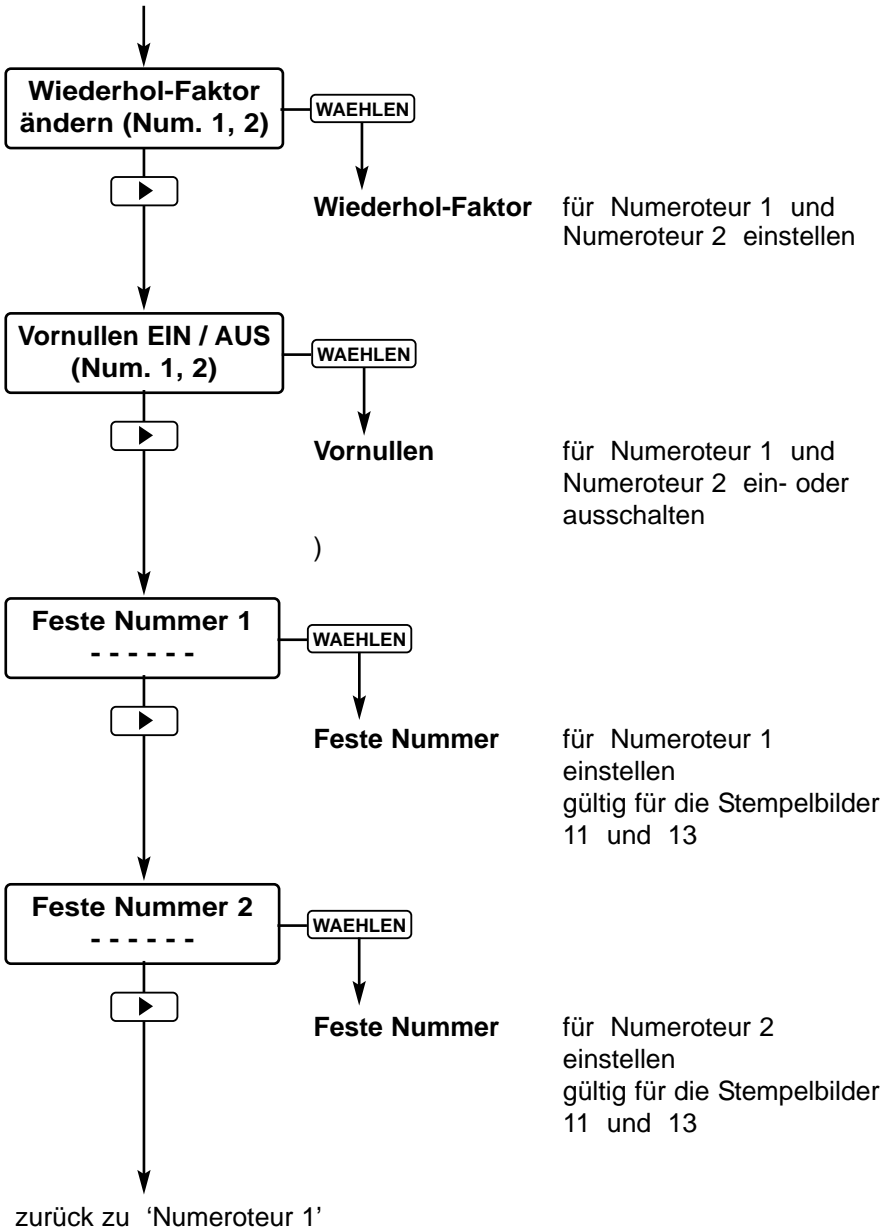 Wiederhol-Faktor
ändern (Num. 1, 2)
WAEHLEN
Wiederhol-Faktor für Numeroteur 1 und
Numeroteur 2 einstellen
Vornullen EIN / AUS
(Num. 1, 2)
WAEHLEN
Vornullen für Numeroteur 1 und
Numeroteur 2 ein- oder
ausschalten
)
Feste Nummer 1
- - - - - -
WAEHLEN
Feste Nummer für Numeroteur 1
einstellen
gültig für die Stempelbilder
11 und 13
Feste Nummer 2
- - - - - -
WAEHLEN
Feste Nummer für Numeroteur 2
einstellen
gültig für die Stempelbilder
11 und 13
zurück zu ‘Numeroteur 1’